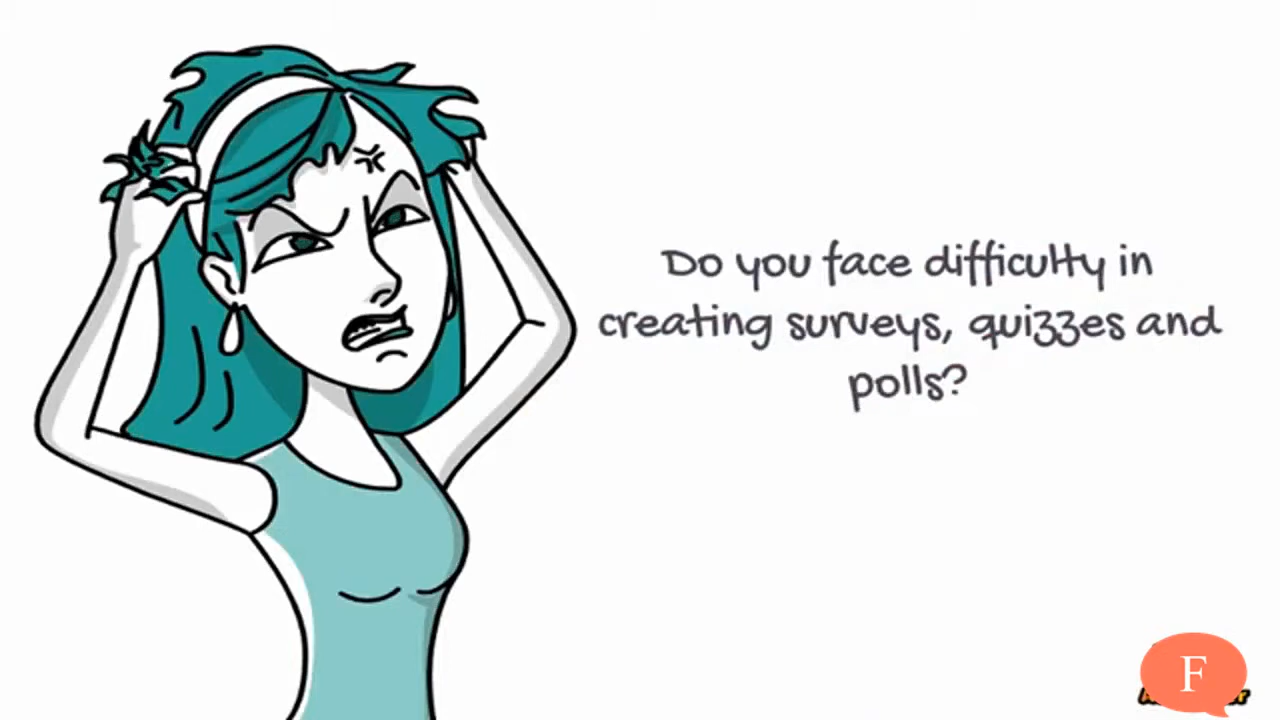 Do you face difficulty in
creating surveys, quizzes and
polls?
F